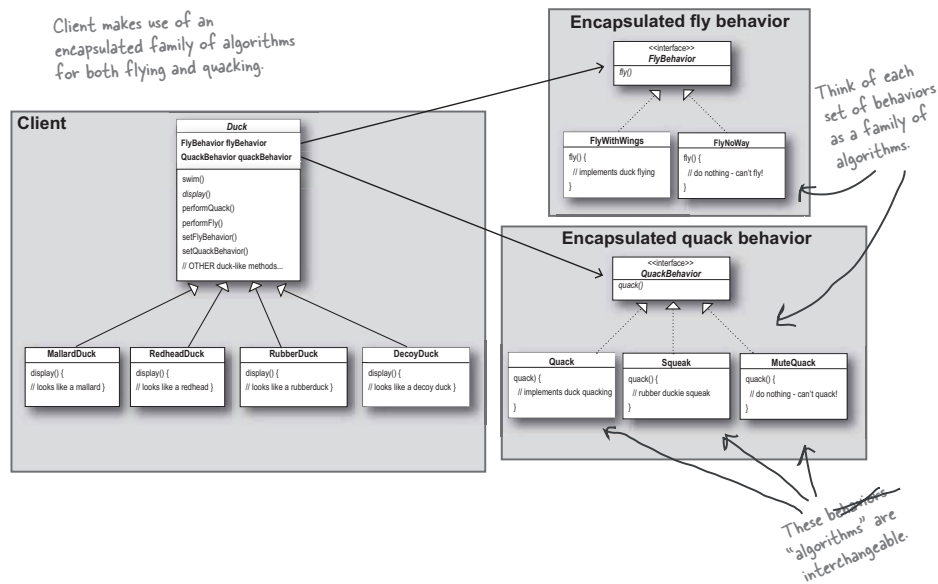 Client makes use of an
encapsulated family of algorithms
for both flying and quacking.
Client
Duck
FlyBehavior flyBehavior
QuackBehavior quackBehavior
swim()
display()
performQuack()
performFly()
setFlyBehavior()
setQuackBehavior()
// OTHER duck-like methods...
MallardDuck
display() {
// looks like a mallard }
RedheadDuck
display() {
// looks like a redhead }
RubberDuck
display() {
// looks like a rubberduck }
DecoyDuck
display() {
// looks like a decoy duck }
Encapsulated fly behavior
<<interface>>
FlyBehavior
fly()
FlyWithWings
fly() {
// implements duck flying
}
FlyNoWay
fly() {
// do nothing - can't fly!
}
Think of each
set of behaviors
as a family of
algorithms.
Encapsulated quack behavior
<<interface>>
QuackBehavior
quack()
Quack
quack) {
// implements duck quacking
}
Squeak
quack() {
// rubber duckie squeak
}
MuteQuack
quack() {
// do nothing - can't quack!
}
These behaviors
“algorithms” are
interchangeable.